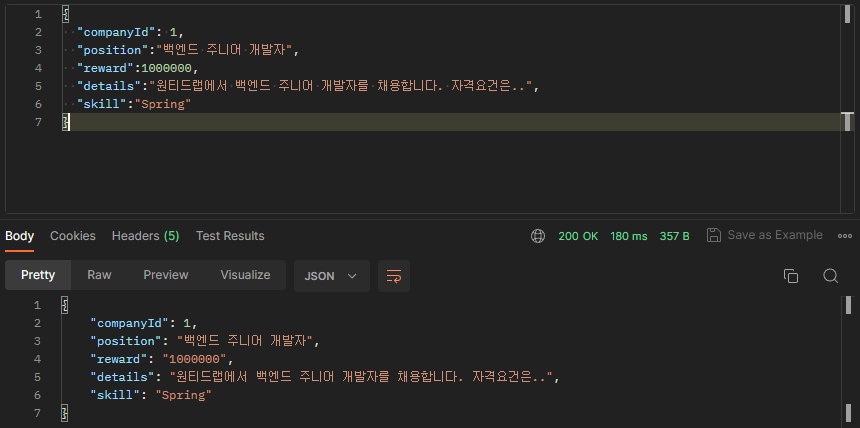 1 {
2 "companyId": 1,
3 "position":"백엔드 주니어 개발자",
4 "reward":1000000,
5 "details":"원티드랩에서 백엔드 주니어 개발자를 채용합니다. 자격요건은..",
6 "skill":"Spring"
7 }
Body Cookies Headers (5) Test Results 200 OK 180 ms 357 B Save as Example
Pretty Raw Preview Visualize JSON
1 {
2 "companyId": 1,
3 "position": "백엔드 주니어 개발자",
4 "reward": "1000000",
5 "details": "원티드랩에서 백엔드 주니어 개발자를 채용합니다. 자격요건은..",
6 "skill": "Spring"
7 }